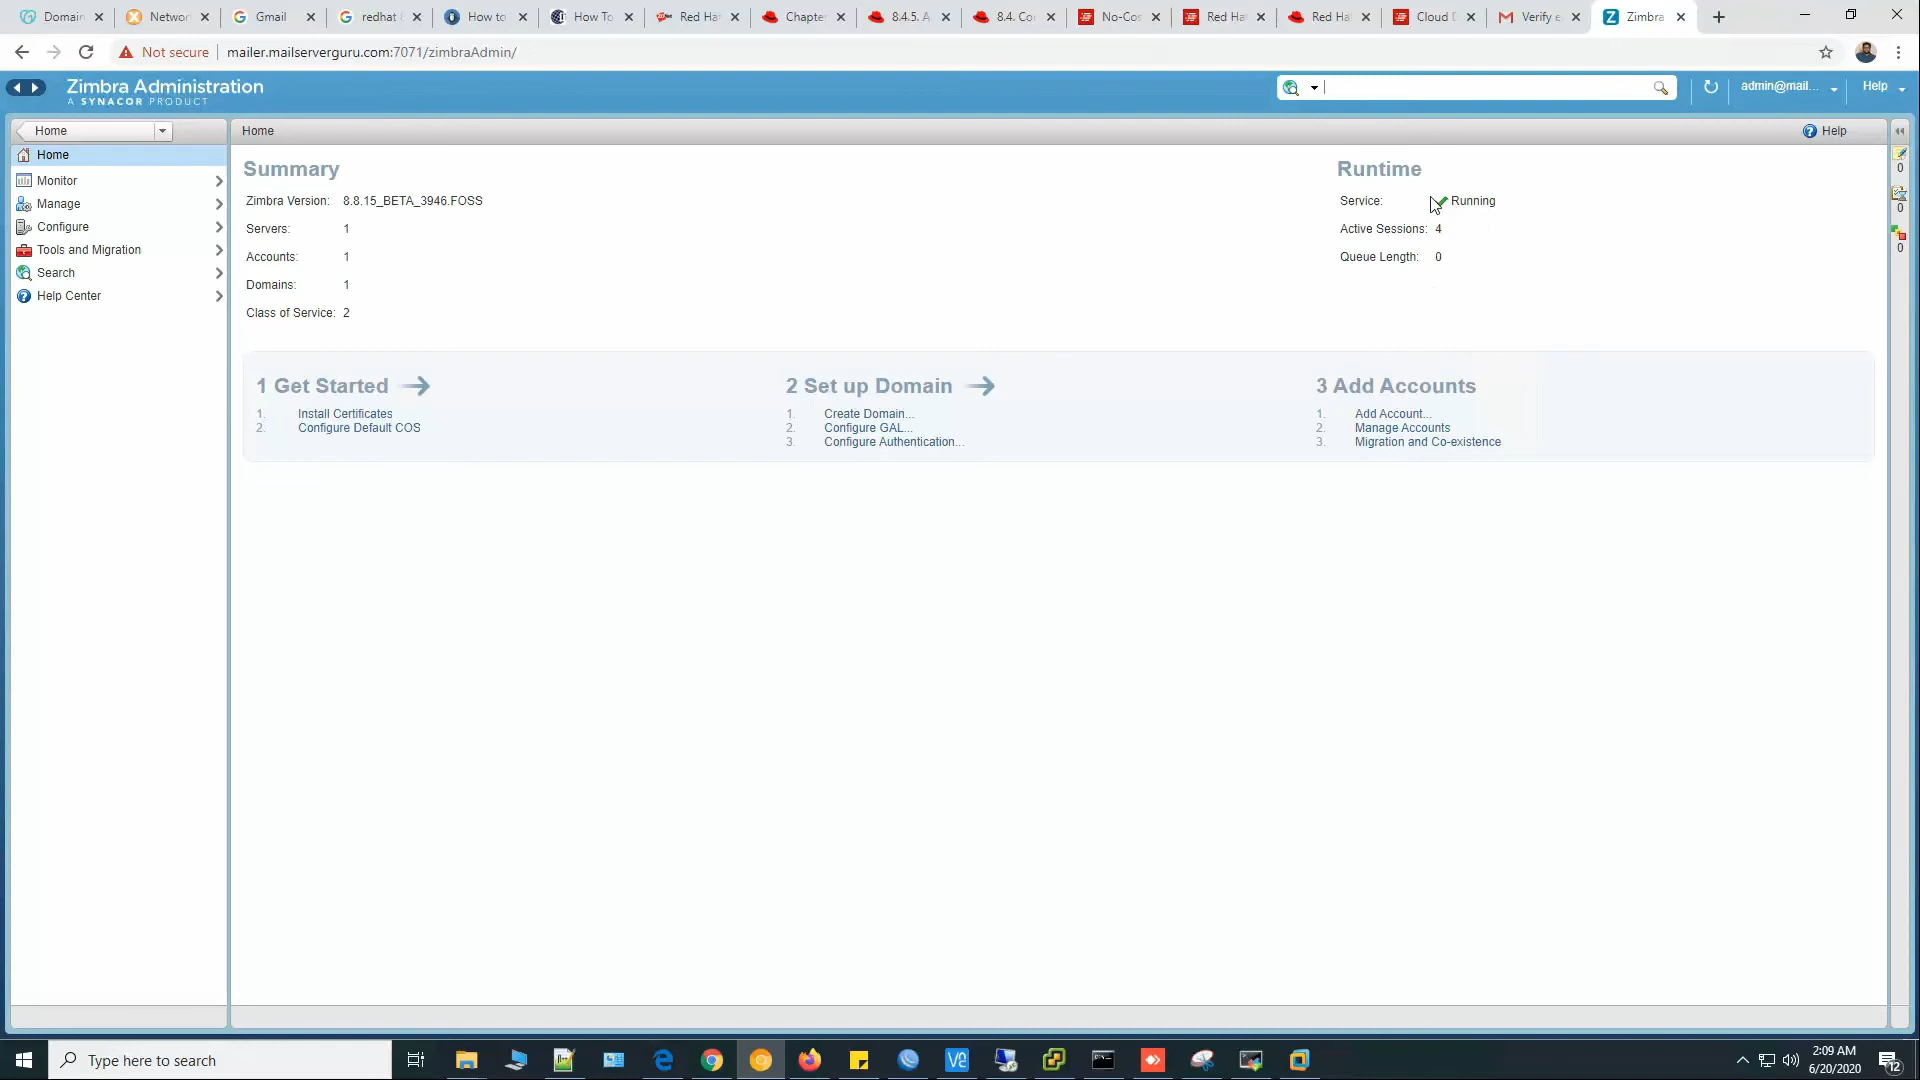 Domain
Networ
Gmail
redhat
How to
How To
Red Ha
Chapte
8.4.5. A
8.4. Co
No-Cos
Red Ha
Red Ha
Cloud D
Verify e
Zimbra
Not secure
mailer.mailserverguru.com:7071/zimbraAdmin/
Zimbra Administration
A SYNACOR PRODUCT
admin@mail...
Help
Home
Home
Help
Home
Monitor
Manage
Configure
Tools and Migration
Search
Help Center
Summary
Zimbra Version: 8.8.15_BETA_3946.FOSS
Servers: 1
Accounts: 1
Domains: 1
Class of Service: 2
Runtime
Service: Running
Active Sessions: 4
Queue Length: 0
0
0
0
1 Get Started
1. Install Certificates
2. Configure Default COS
2 Set up Domain
1. Create Domain...
2. Configure GAL...
3. Configure Authentication...
3 Add Accounts
1. Add Account...
2. Manage Accounts
3. Migration and Co-existence
Type here to search
2:09 AM
6/20/2020
12